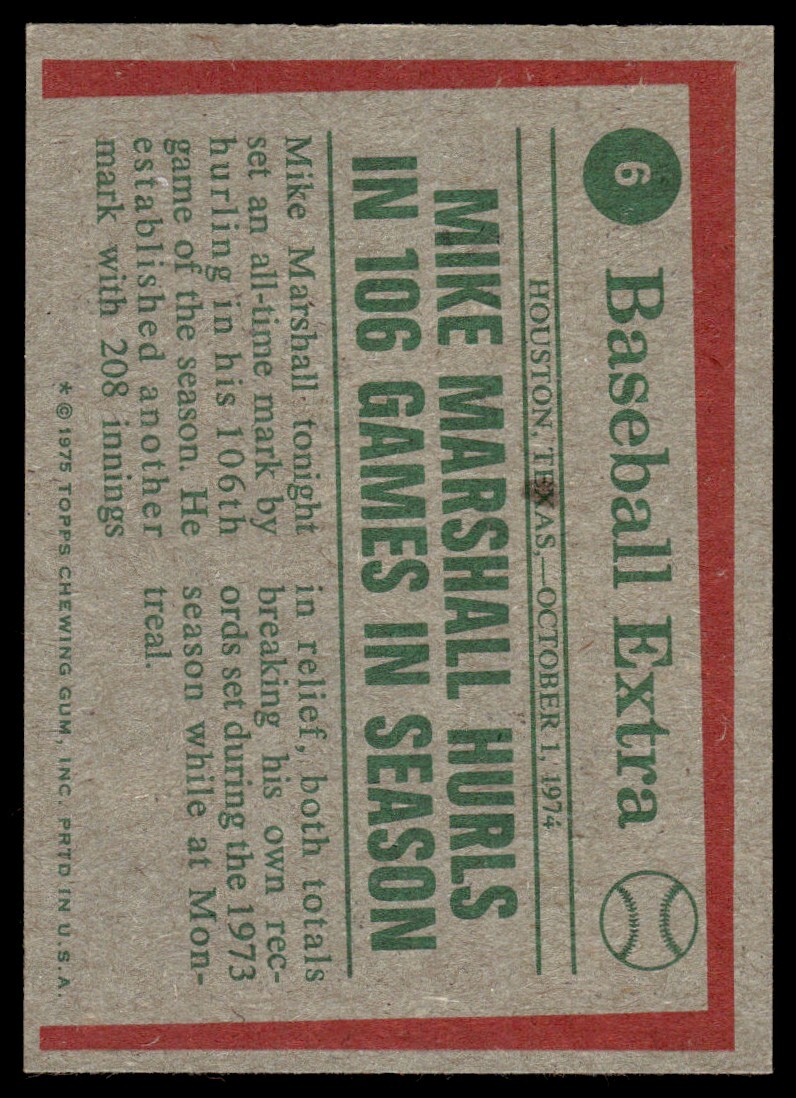 6 Baseball Extra
HOUSTON, TEXAS,—OCTOBER 1, 1974
MIKE MARSHALL HURLS
IN 106 GAMES IN SEASON
Mike Marshall tonight
set an all-time mark by
hurling in his 106th
game of the season. He
established another
mark with 208 innings
in relief, both totals
breaking his own rec-
ords set during the 1973
season while at Mon-
treal.
* © 1975 TOPPS CHEWING GUM, INC. PRTD IN U.S.A.